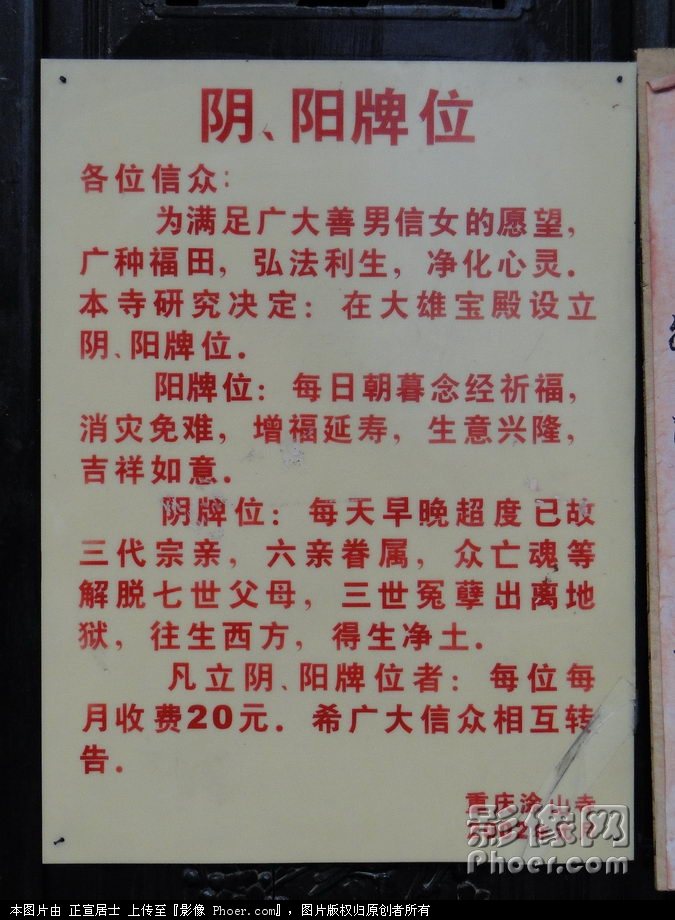 阴、阳牌位
各位信众：
为满足广大善男信女的愿望，
广种福田，弘法利生，净化心灵．
本寺研究决定：在大雄宝殿设立
阴、阳牌位．
阳牌位：每日朝暮念经祈福，
消灾免难，增福延寿，生意兴隆，
吉祥如意．
阴牌位：每天早晚超度已故
三代宗亲，六亲眷属，众亡魂等
解脱七世父母，三世冤孽出离地
狱，往生西方，得生净土．
凡立阴、阳牌位者：每位每
月收费20元．希广大信众相互转
告．
重庆涂山寺
影像网
Phoer.com
本图片由 正宣居士 上传至『影像 Phoer.com』，图片版权归原创者所有